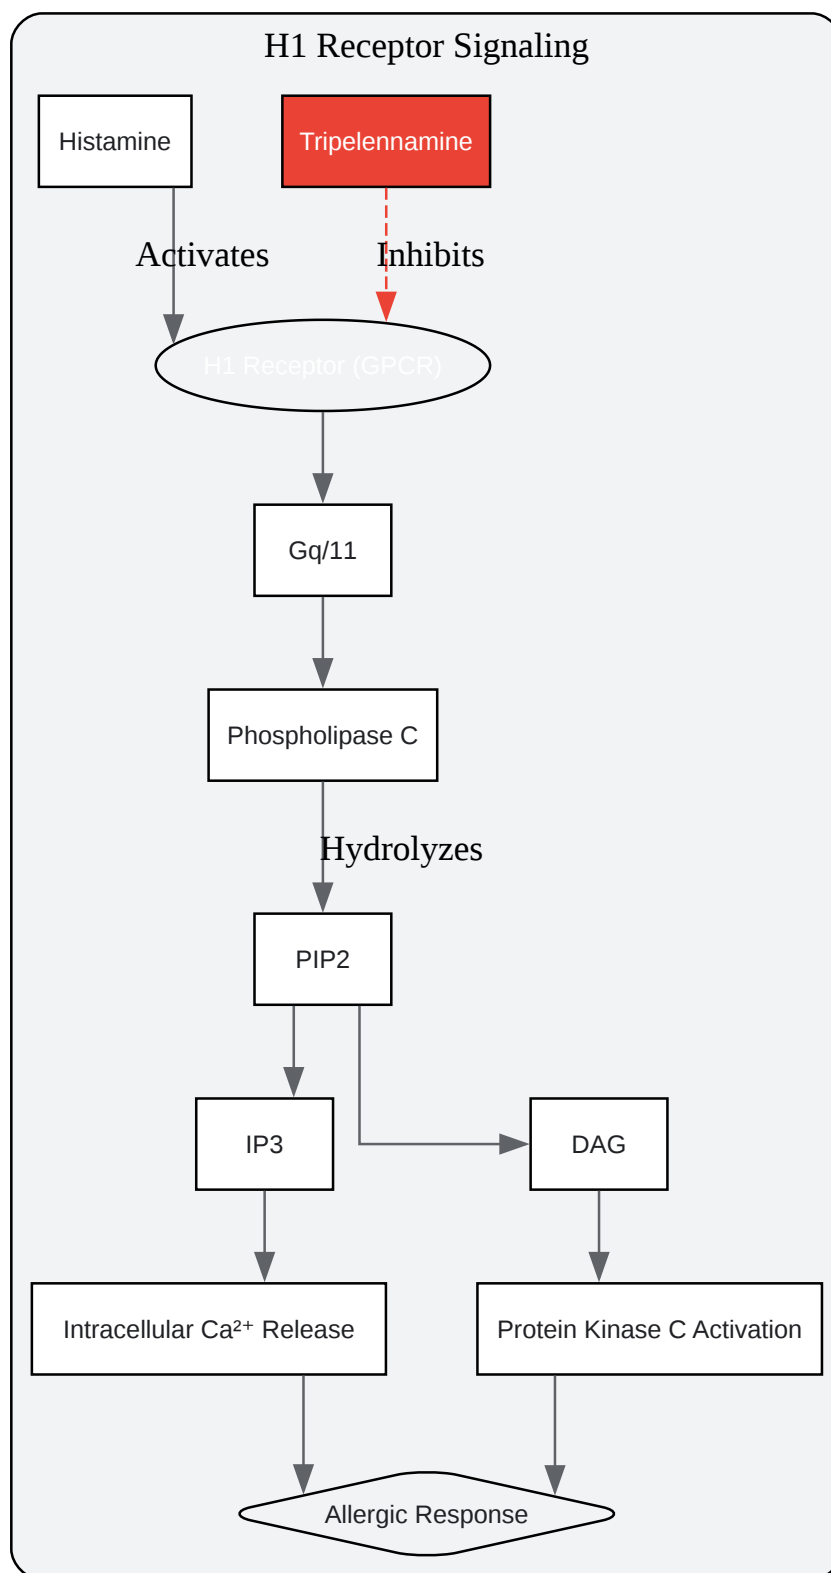 H1 Receptor Signaling
Histamine
Tripelennamine
Activates
Inhibits
H1 Receptor (GPCR)
Gq/11
Phospholipase C
Hydrolyzes
PIP2
IP3
DAG
Intracellular Ca²⁺ Release
Protein Kinase C Activation
Allergic Response